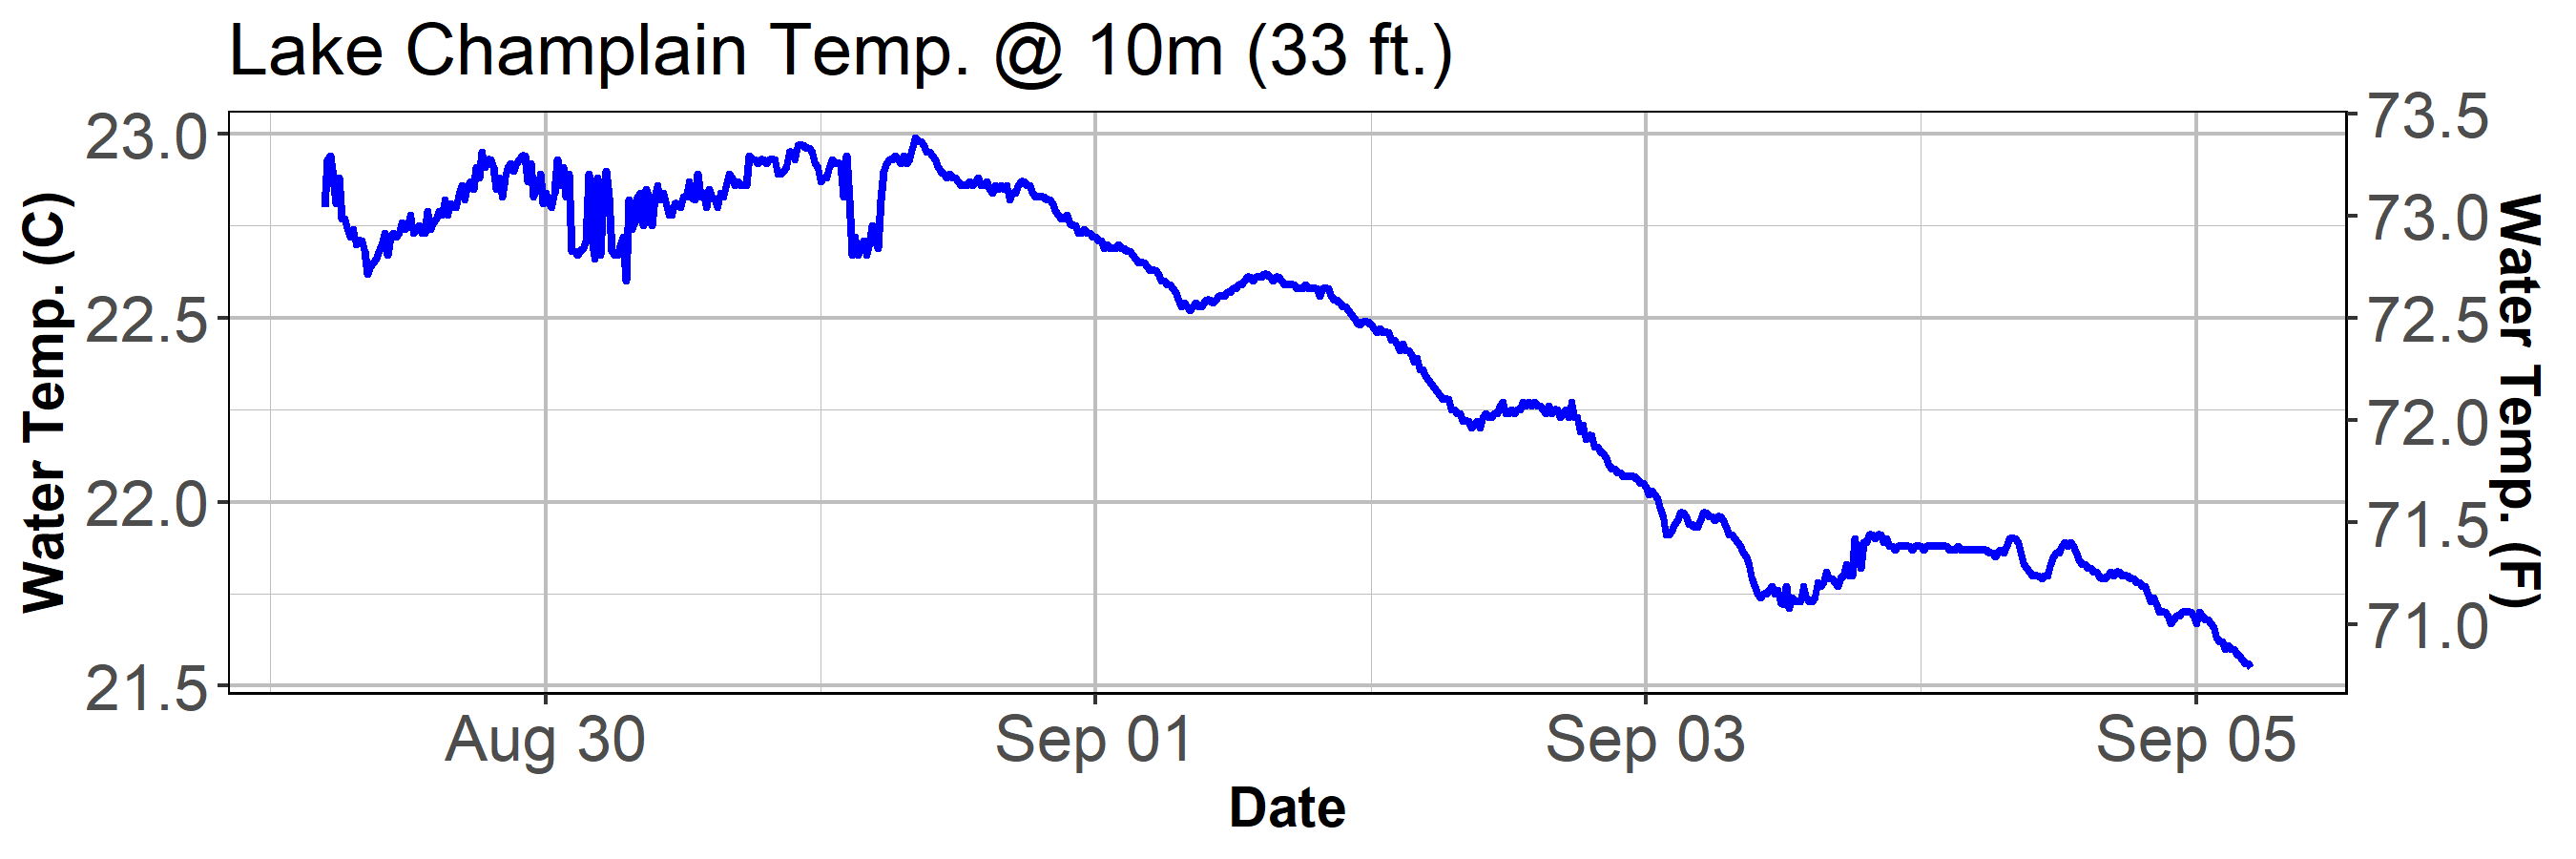 Lake Champlain Temp. @ 10m (33 ft.)
Water Temp. (C)
23.0
22.5
22.0
21.5
73.5
73.0
72.5
72.0
71.5
71.0
Water Temp. (F)
Aug 30
Sep 01
Sep 03
Sep 05
Date